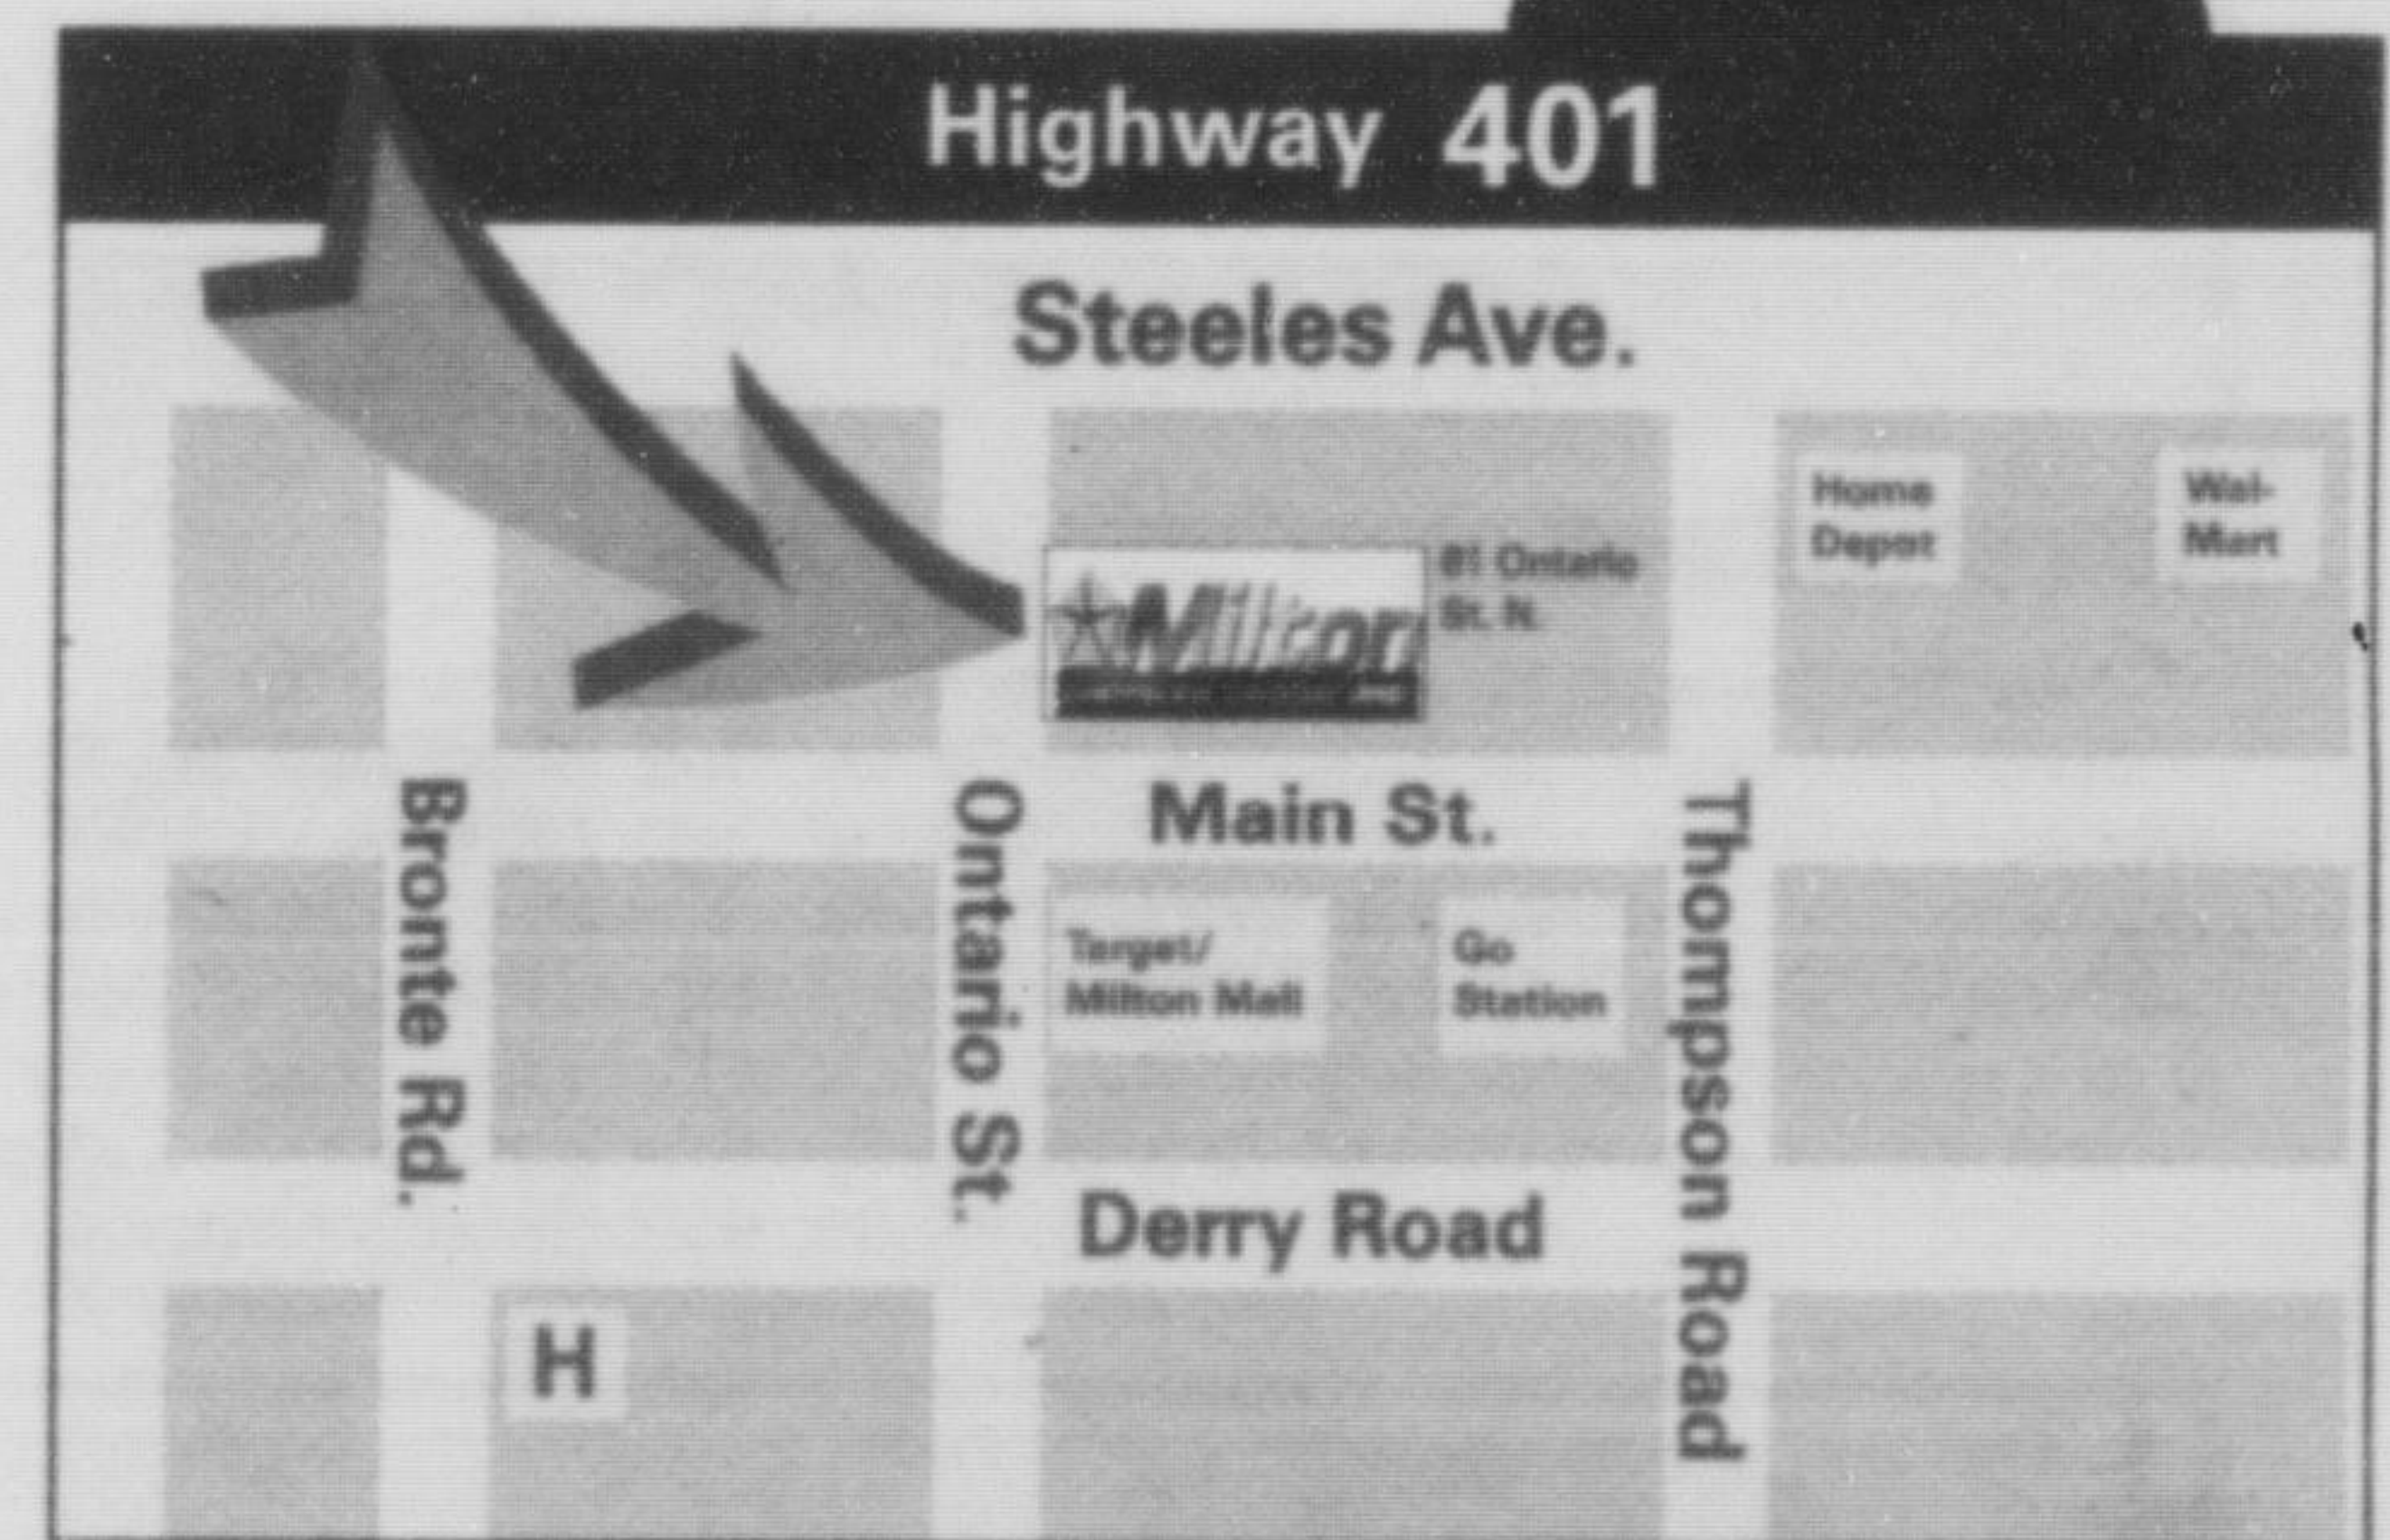 Highway 401
Steeles Ave.
Home
Depot
Wal-
Mart
81 Ontario
St. N.
Milton
Bronte Rd.
Ontario St.
Main St.
Thompson Road
Target/
Milton Mall
Go
Station
Derry Road
H